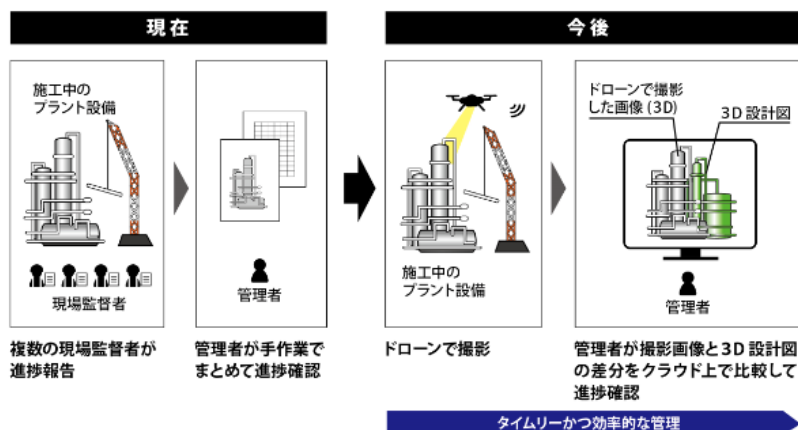 現在
施工中の
プラント設備
現場監督者
複数の現場監督者が
進捗報告
管理者
管理者が手作業で
まとめて進捗確認
今後
施工中の
プラント設備
ドローンで撮影
ドローンで撮影
した画像(3D)
3D設計図
管理者
管理者が撮影画像と3D設計図
の差分をクラウド上で比較して
進捗確認
タイムリーかつ効率的な管理